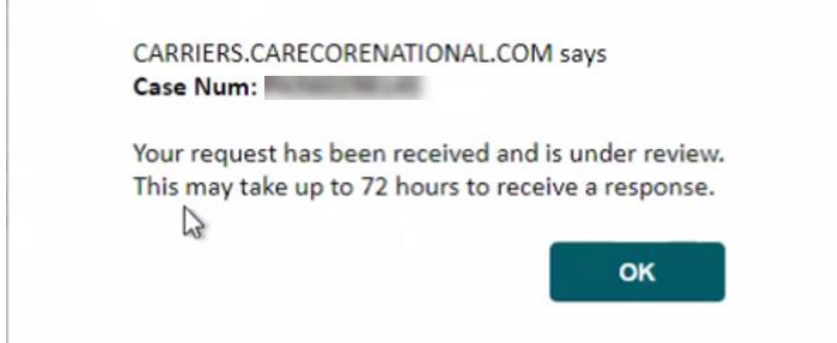 CARRIERS.CARECORENATIONAL.COM says
Case Num:
Your request has been received and is under review.
This may take up to 72 hours to receive a response.
OK